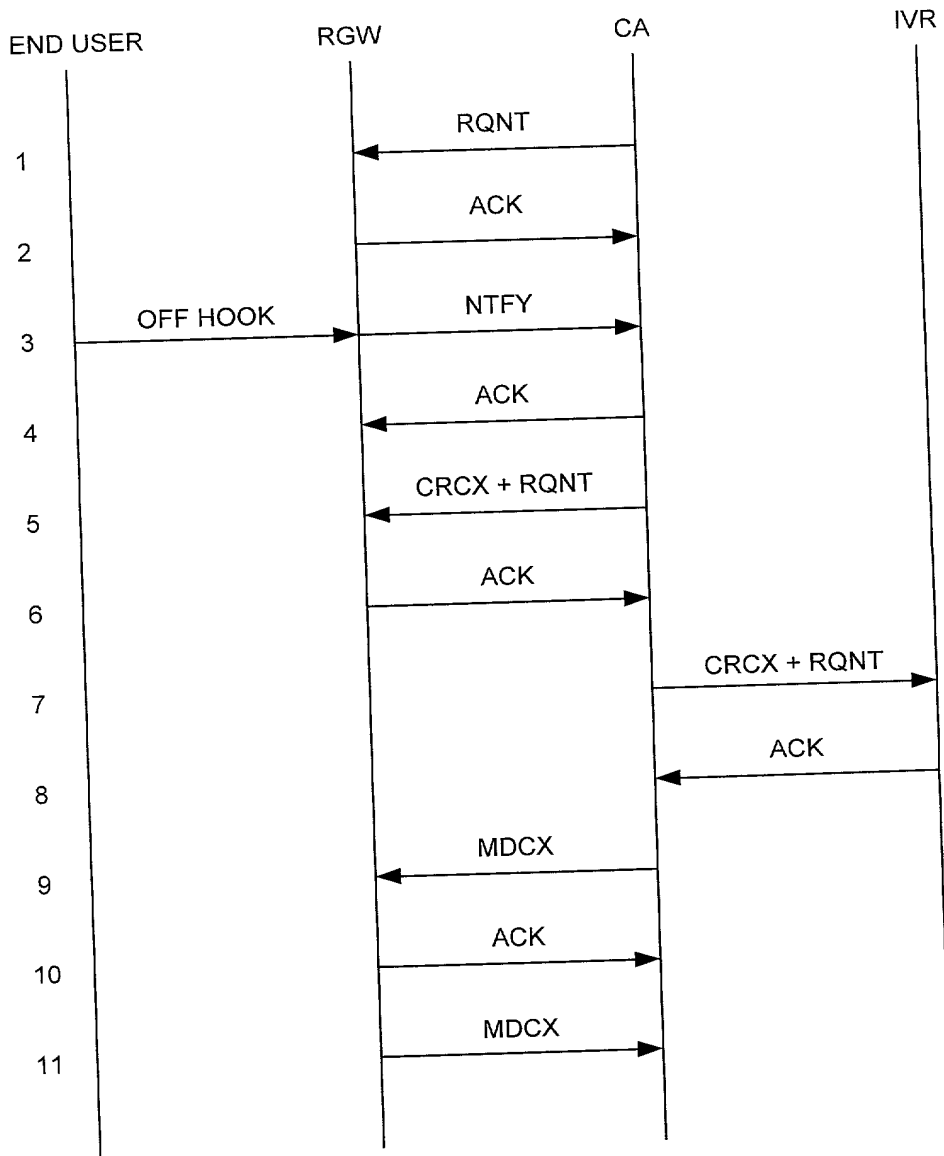 END USER RGW CA IVR
1 RQNT
2 ACK
3 OFF HOOK NTFY
4 ACK
5 CRCX + RQNT
6 ACK
7 CRCX + RQNT
8 ACK
9 MDCX
10 ACK
11 MDCX